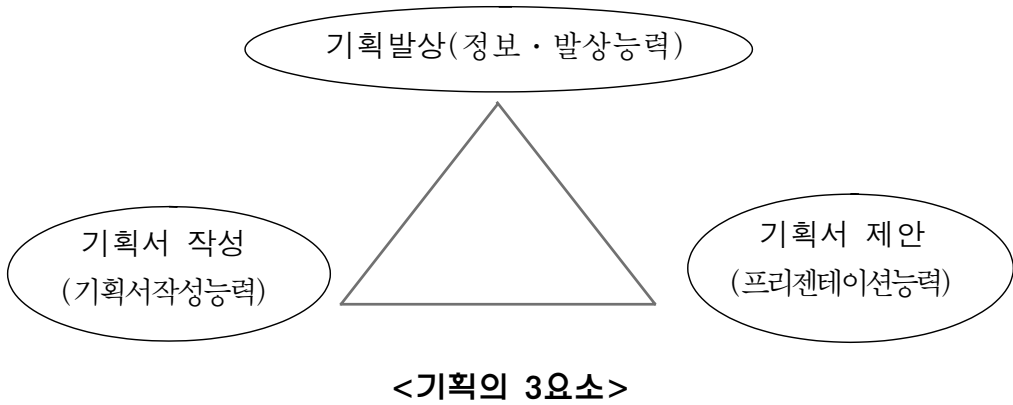 기획발상(정보·발상능력)
기획서 작성
(기획서작성능력)
기획서 제안
(프리젠테이션능력)
<기획의 3요소>